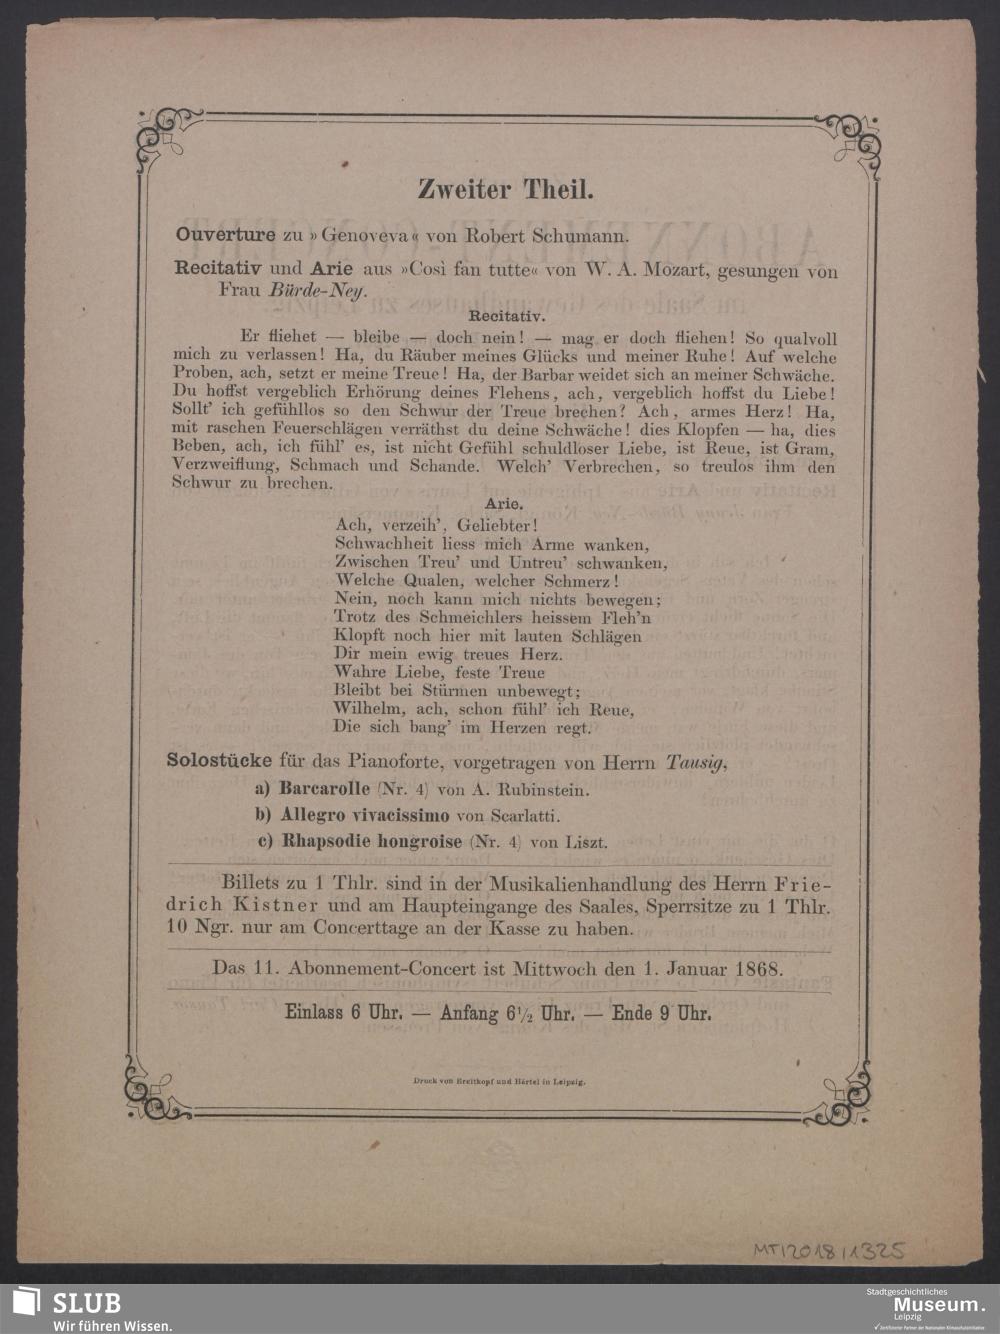 Zweiter Theil.
Ouverture zu »Genoveva« von Robert Schumann.
Recitativ und Arie aus »Così fan tutte« von W. A. Mozart, gesungen von
Frau Bürde-Ney.
Recitativ.
Er fliehet — bleibe — doch nein! — mag er doch fliehen! So qualvoll
mich zu verlassen! Ha, du Räuber meines Glücks und meiner Ruhe! Auf welche
Proben, ach, setzt er meine Treue! Ha, der Barbar weidet sich an meiner Schwäche.
Du hoffst vergeblich Erhörung deines Flehens, ach, vergeblich hoffst du Liebe!
Sollt' ich gefühllos so den Schwur der Treue brechen? Ach, armes Herz! Ha,
mit raschen Feuerschlägen verräthst du deine Schwäche! dies Klopfen — ha, dies
Beben, ach, ich fühl' es, ist nicht Gefühl schuldloser Liebe, ist Reue, ist Gram,
Verzweiflung, Schmach und Schande. Welch' Verbrechen, so treulos ihm den
Schwur zu brechen.
Arie.
Ach, verzeih', Geliebter!
Schwachheit liess mich Arme wanken,
Zwischen Treu' und Untreu' schwanken,
Welche Qualen, welcher Schmerz!
Nein, noch kann mich nichts bewegen;
Trotz des Schmeichlers heissem Fleh'n
Klopft noch hier mit lauten Schlägen
Dir mein ewig treues Herz.
Wahre Liebe, feste Treue
Bleibt bei Stürmen unbewegt;
Wilhelm, ach, schon fühl' ich Reue,
Die sich bang' im Herzen regt.
Solostücke für das Pianoforte, vorgetragen von Herrn Tausig,
a) Barcarolle (Nr. 4) von A. Rubinstein.
b) Allegro vivacissimo von Scarlatti.
c) Rhapsodie hongroise (Nr. 4) von Liszt.
Billets zu 1 Thlr. sind in der Musikalienhandlung des Herrn Frie-
drich Kistner und am Haupteingange des Saales, Sperrsitze zu 1 Thlr.
10 Ngr. nur am Concerttage an der Kasse zu haben.
Das 11. Abonnement-Concert ist Mittwoch den 1. Januar 1868.
Einlass 6 Uhr. — Anfang 6½ Uhr. — Ende 9 Uhr.
Druck von Breitkopf und Härtel in Leipzig.
MT/2018/1325
SLUB
Wir führen Wissen.
Stadtgeschichtliches
Museum.
Leipzig